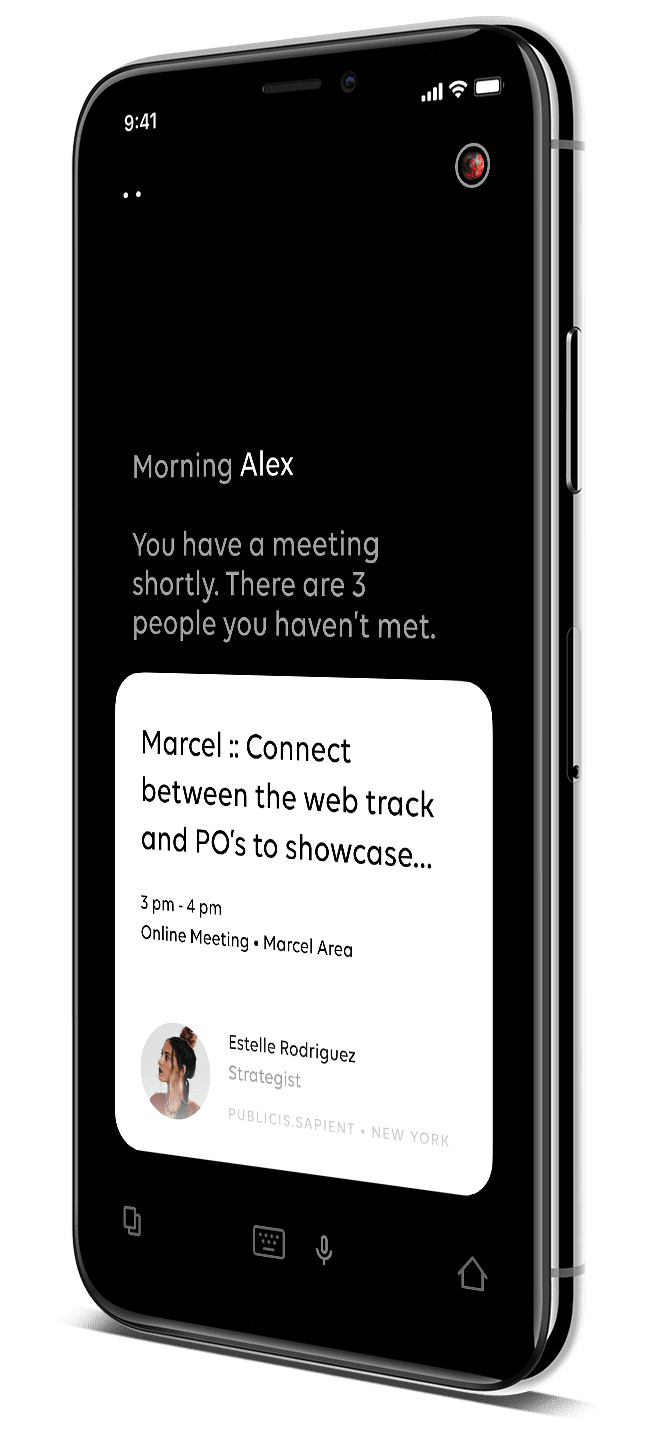 9:41
Morning Alex
You have a meeting
shortly. There are 3
people you haven't met.
Marcel :: Connect
between the web track
and PO's to showcase...
3 pm - 4 pm
Online Meeting • Marcel Area
Estelle Rodriguez
Strategist
PUBLICIS.SAPIENT • NEW YORK